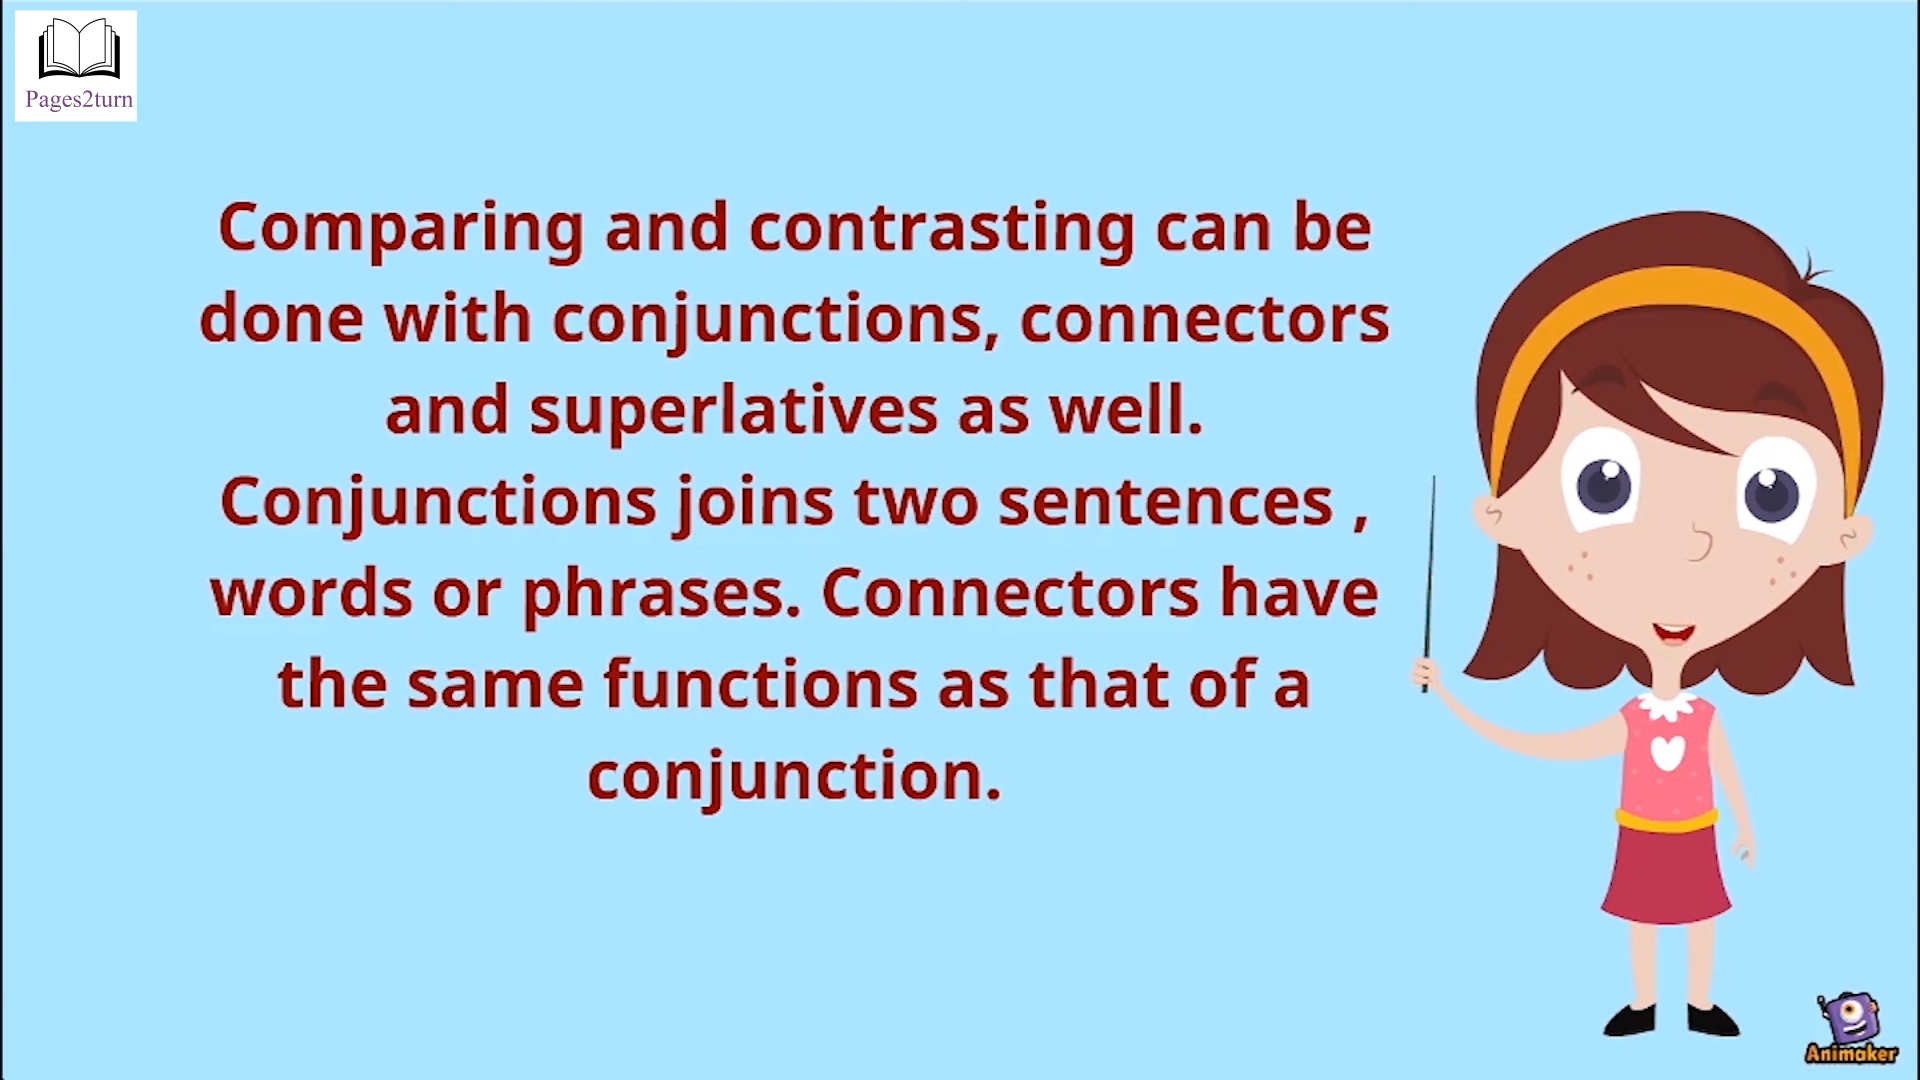 Pages2turn
Comparing and contrasting can be
done with conjunctions, connectors
and superlatives as well.
Conjunctions joins two sentences ,
words or phrases. Connectors have
the same functions as that of a
conjunction.
Animaker